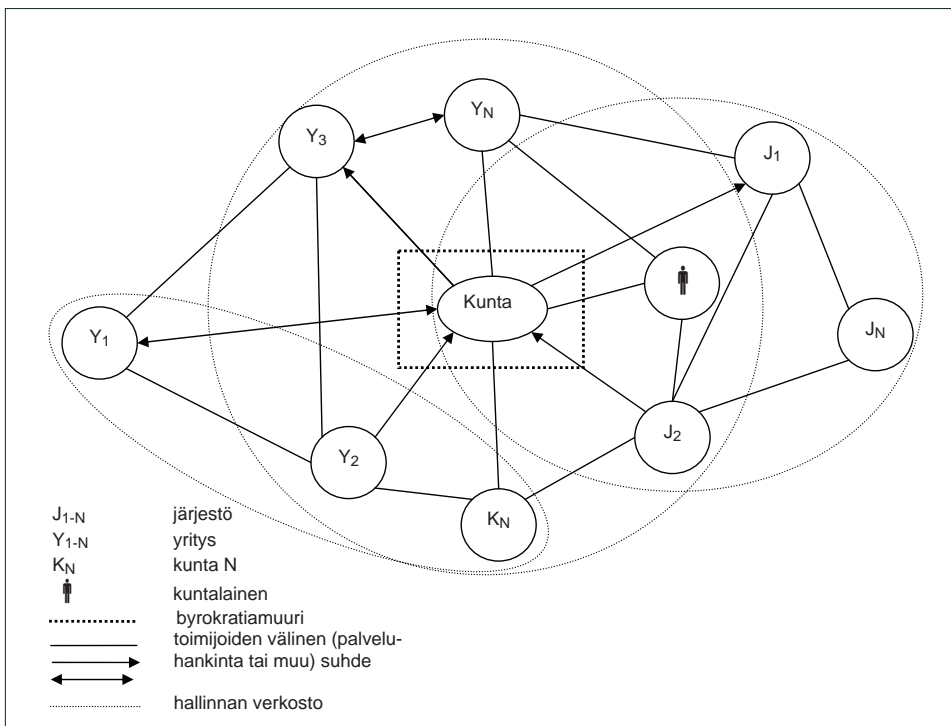 Y3
YN
J1
Kunta
Y1
JN
Y2
J2
KN
J1-N järjestö
Y1-N yritys
KN kunta N
kuntalainen
byrokratiamuuri
toimijoiden välinen (palvelu-
hankinta tai muu) suhde
hallinnan verkosto